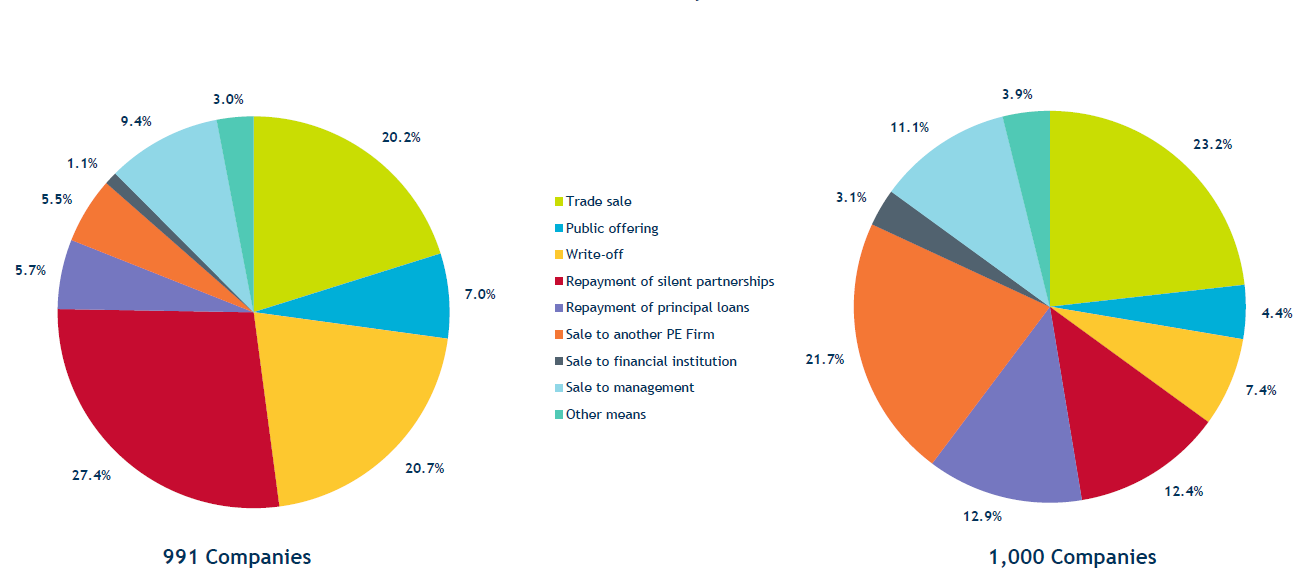 3.0%
9.4%
20.2%
1.1%
5.5%
5.7%
7.0%
27.4%
20.7%
991 Companies
Trade sale
Public offering
Write-off
Repayment of silent partnerships
Repayment of principal loans
Sale to another PE Firm
Sale to financial institution
Sale to management
Other means
3.9%
11.1%
23.2%
3.1%
4.4%
21.7%
7.4%
12.4%
12.9%
1,000 Companies